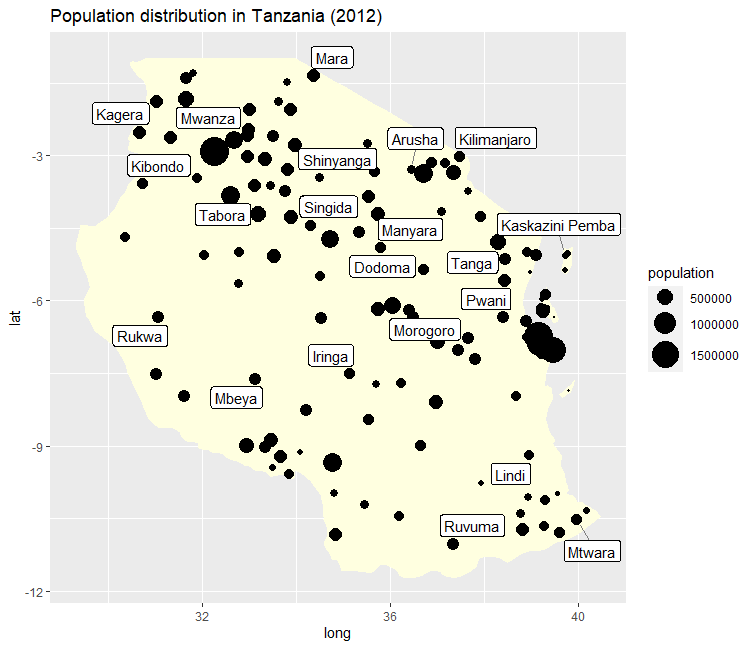 Population distribution in Tanzania (2012)
Mara
Kagera
Mwanza
Arusha
Kilimanjaro
-3
Kibondo
Shinyanga
Tabora
Singida
Manyara
Kaskazini Pemba
Dodoma
Tanga
population
lat
-6
Pwani
500000
Rukwa
Morogoro
1000000
Iringa
1500000
Mbeya
-9
Lindi
Ruvuma
Mtwara
-12
32
36
40
long